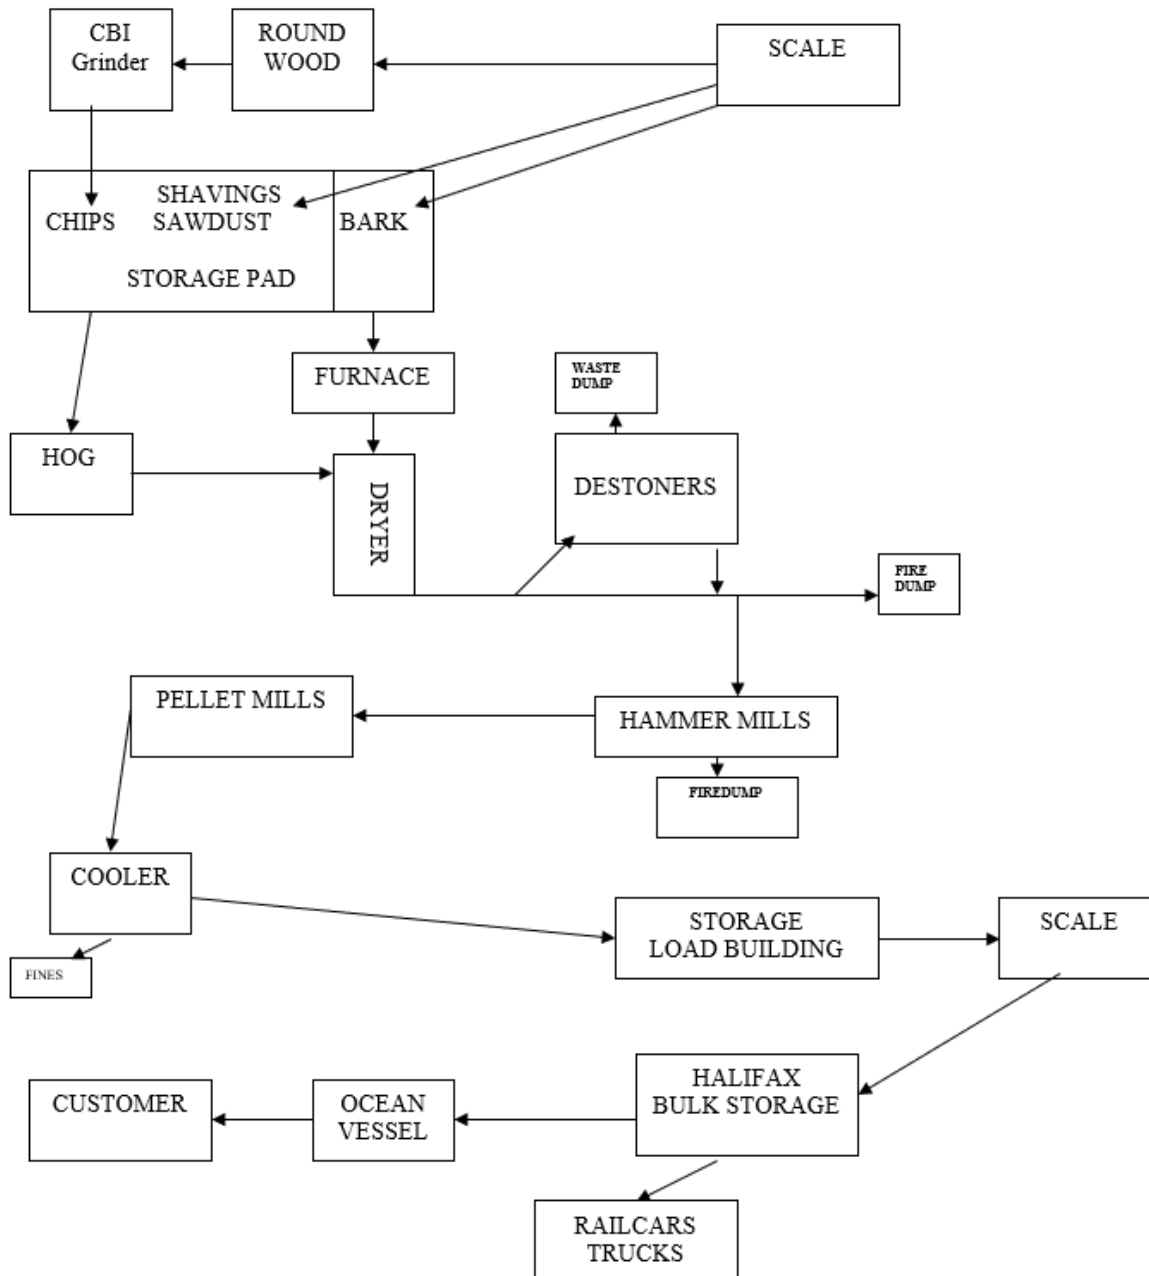 CBI
Grinder
ROUND
WOOD
SCALE
SHAVINGS
CHIPS SAWDUST BARK
STORAGE PAD
FURNACE
WASTE
DUMP
HOG
DESTONERS
DRYER
FIRE
DUMP
PELLET MILLS
HAMMER MILLS
FIREDUMP
COOLER
STORAGE
LOAD BUILDING
SCALE
FINES
HALIFAX
BULK STORAGE
CUSTOMER
OCEAN
VESSEL
RAILCARS
TRUCKS